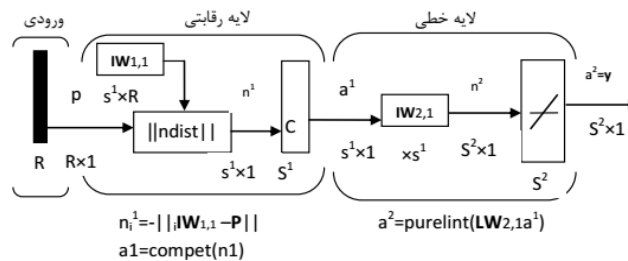 ورودی
لایه رقابتی
لایه خطی
IW1,1
p s¹×R
n¹
a¹
n²
a²=y
||ndist||
C
IW2,1
R R×1
s¹×1
S¹
s¹×1
×s¹
S²×1
S²
S²×1
nᵢ¹=-||ᵢIW1,1 –P||
a1=compet(n1)
a²=purelint(LW2,1a¹)